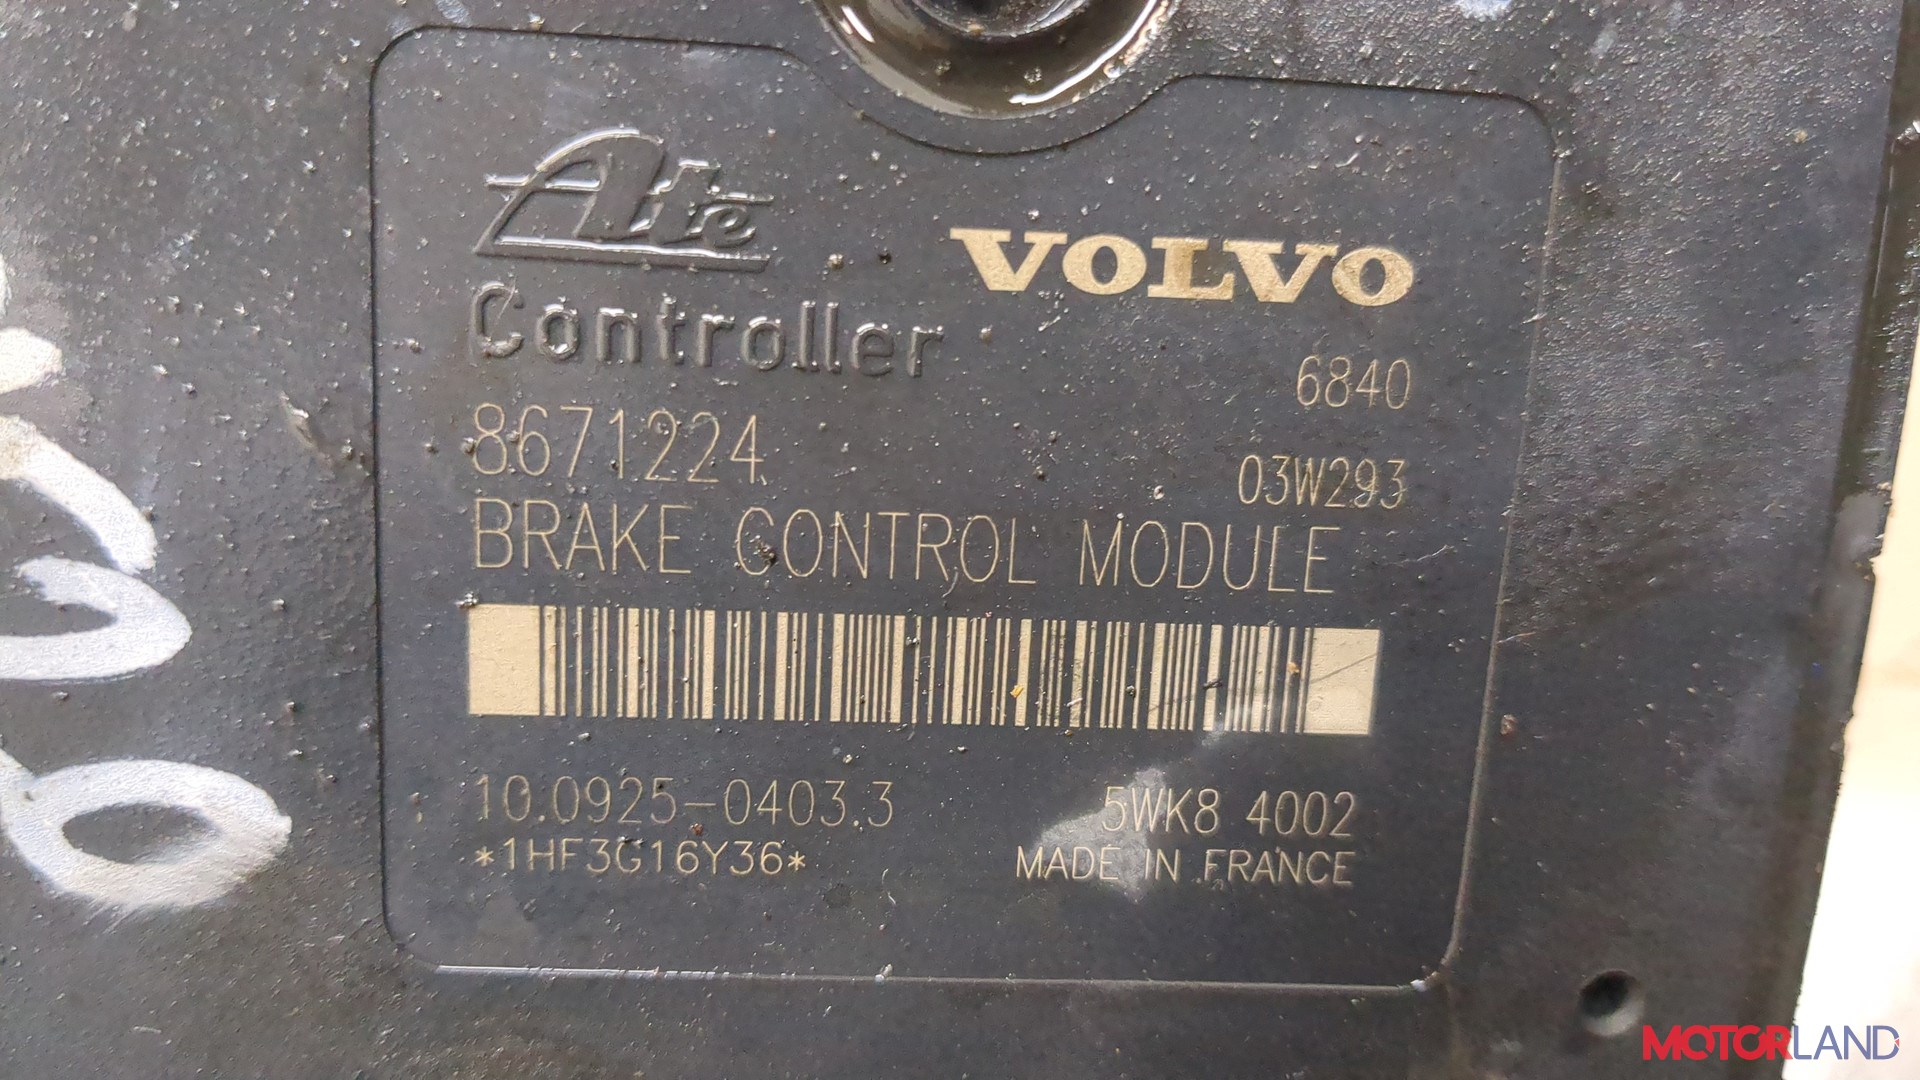 Ate
VOLVO
Controller
6840
8671224
03W293
BRAKE CONTROL MODULE
10.0925-0403.3
5WK8 4002
*1HF3G16Y36*
MADE IN FRANCE
MOTORLAND